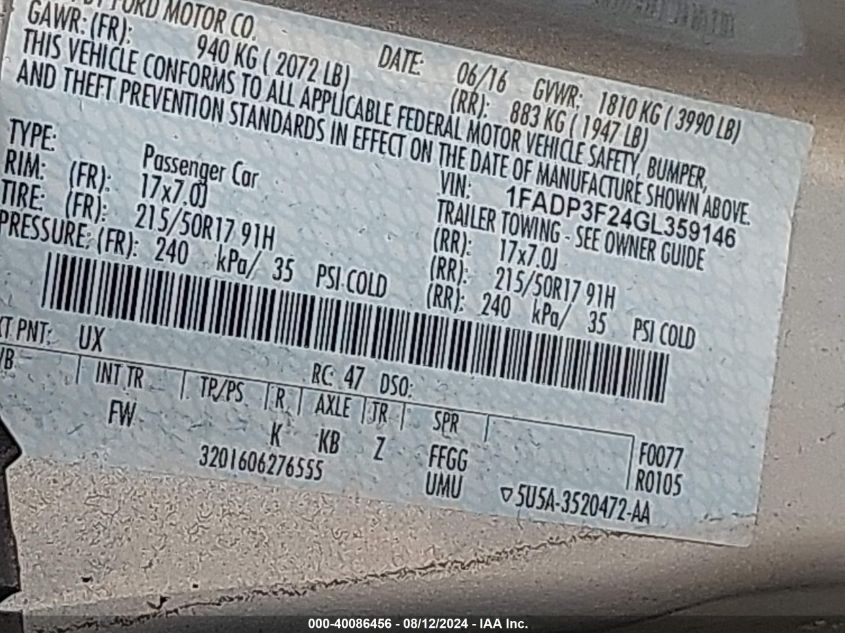 BY FORD MOTOR CO.
DATE: 06/16 GVWR: 1810 KG ( 3990 LB)
GAWR: (FR): 940 KG ( 2072 LB) (RR): 883 KG ( 1947 LB)
THIS VEHICLE CONFORMS TO ALL APPLICABLE FEDERAL MOTOR VEHICLE SAFETY, BUMPER,
AND THEFT PREVENTION STANDARDS IN EFFECT ON THE DATE OF MANUFACTURE SHOWN ABOVE.
VIN: 1FADP3F24GL359146
TYPE: Passenger Car TRAILER TOWING - SEE OWNER GUIDE
RIM: (FR): 17x7.0J (RR): 17x7.0J
TIRE: (FR): 215/50R17 91H (RR): 215/50R17 91H
PRESSURE: (FR): 240 kPa/ 35 PSI COLD (RR): 240 kPa/ 35 PSI COLD
PNT: UX RC: 47 DSO:
INT TR TP/PS R AXLE TR SPR
FW K KB Z FFGG F0077
3201606276555 UMU R0105
5U5A-3520472-AA
000-40086456 - 08/12/2024 - IAA Inc.